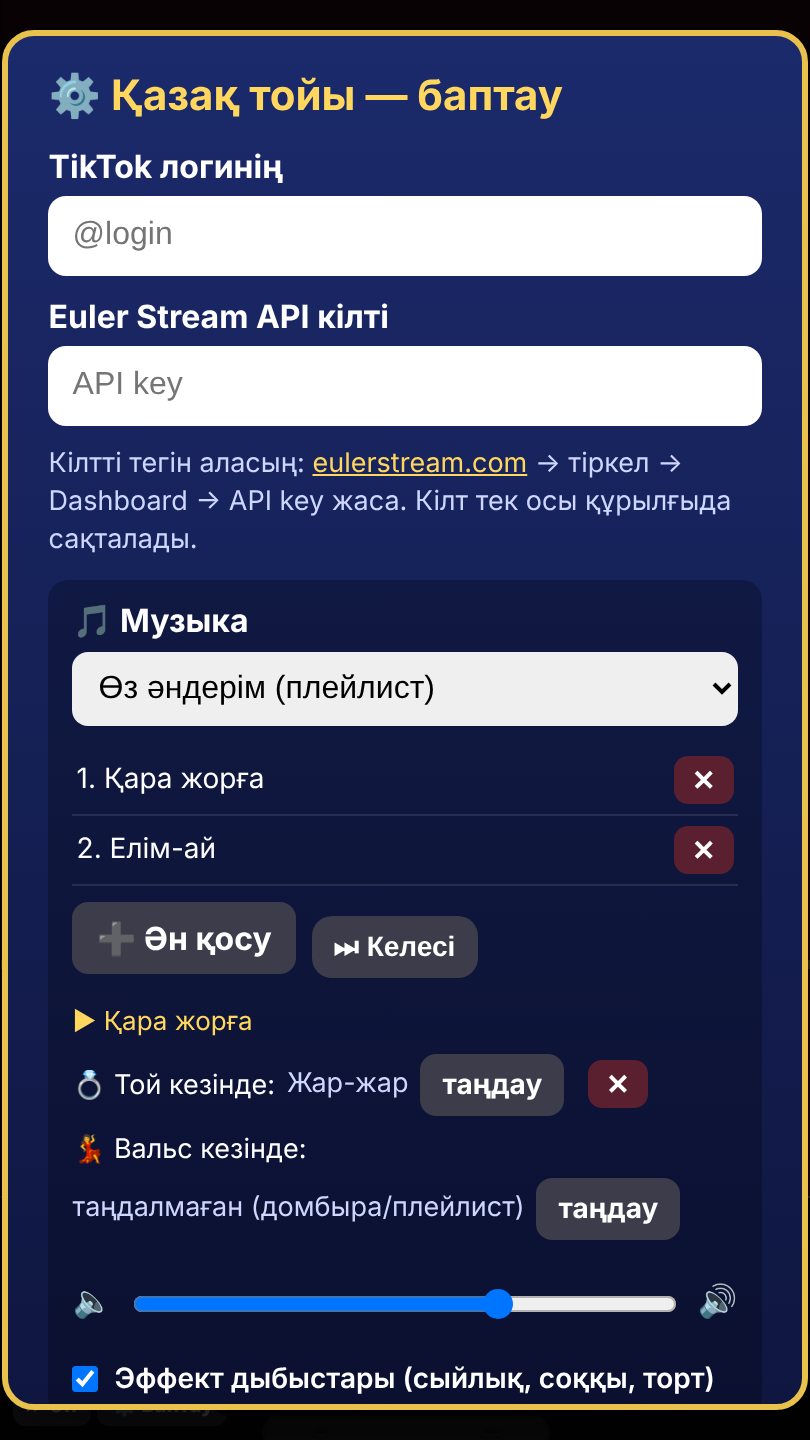 ⚙️ Қазақ тойы — баптау
TikTok логинің
@login
Euler Stream API кілті
API key
Кілтті тегін аласың: eulerstream.com → тіркел →
Dashboard → API key жаса. Кілт тек осы құрылғыда
сақталады.
🎵 Музыка
Өз әндерім (плейлист)
1. Қара жорға ✕
2. Елім-ай ✕
➕ Ән қосу ⏭ Келесі
▶ Қара жорға
💍 Той кезінде: Жар-жар таңдау ✕
💃 Вальс кезінде:
таңдалмаған (домбыра/плейлист) таңдау
🔈 🔊
Эффект дыбыстары (сыйлық, соққы, торт)